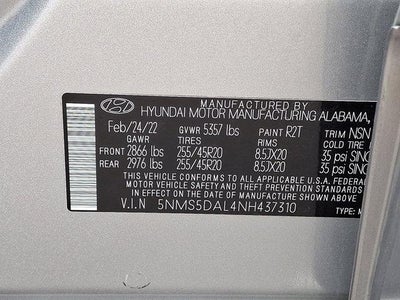 MANUFACTURED BY
HYUNDAI MOTOR MANUFACTURING ALABAMA,
Feb/24/22 GVWR 5357 lbs PAINT R2T TRIM NSN
GAWR TIRES RIMS COLD TIRE
FRONT 2866 lbs 255/45R20 8.5JX20 35 psi SING
REAR 2976 lbs 255/45R20 8.5JX20 35 psi SING
THIS VEHICLE CONFORMS TO ALL APPLICABLE U.S.A. FEDERAL
MOTOR VEHICLE SAFETY AND THEFT PREVENTION STANDARDS
IN EFFECT ON THE DATE OF MANUFACTURE SHOWN ABOVE.
V.I.N 5NMS5DAL4NH437310 TYPE: